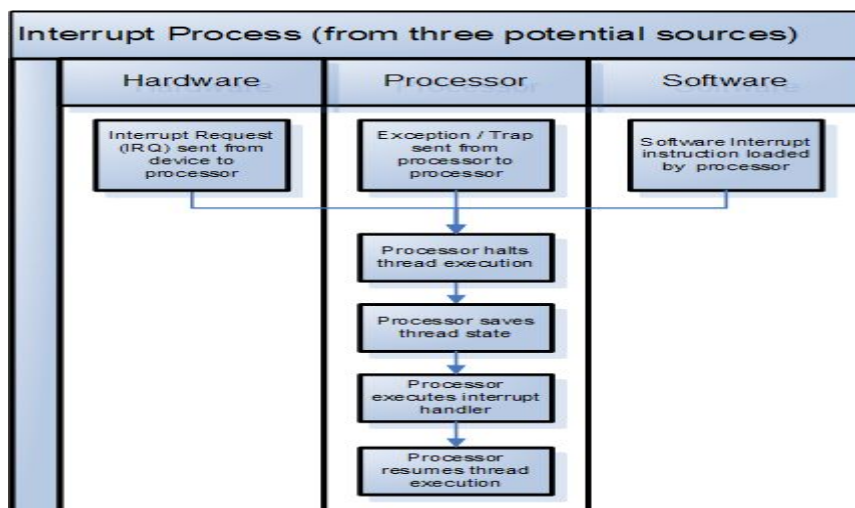 Interrupt Process (from three potential sources)
Hardware
Processor
Software
Interrupt Request
(IRQ) sent from
device to
processor
Exception / Trap
sent from
processor to
processor
Software Interrupt
instruction loaded
by processor
Processor halts
thread execution
Processor saves
thread state
Processor
executes interrupt
handler
Processor
resumes thread
execution